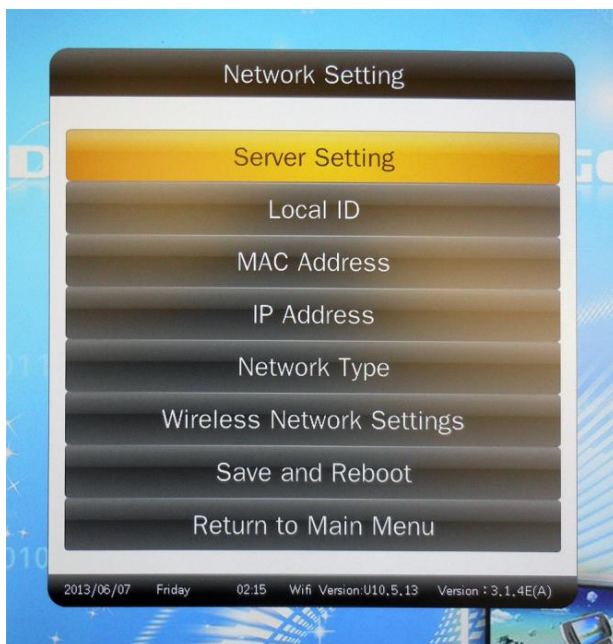 Network Setting
Server Setting
Local ID
MAC Address
IP Address
Network Type
Wireless Network Settings
Save and Reboot
Return to Main Menu
2013/06/07 Friday 02:15 Wifi Version:U10.5.13 Version : 3.1.4E(A)